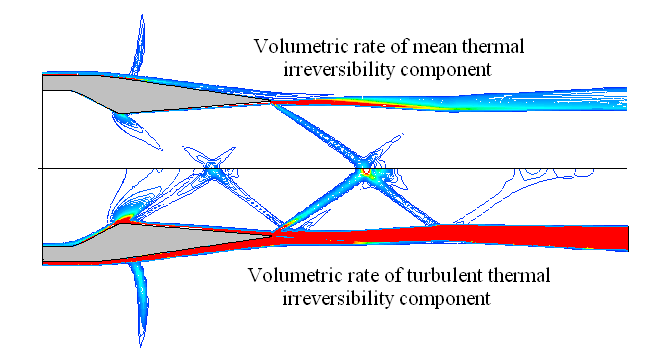 Volumetric rate of mean thermal
irreversibility component
Volumetric rate of turbulent thermal
irreversibility component